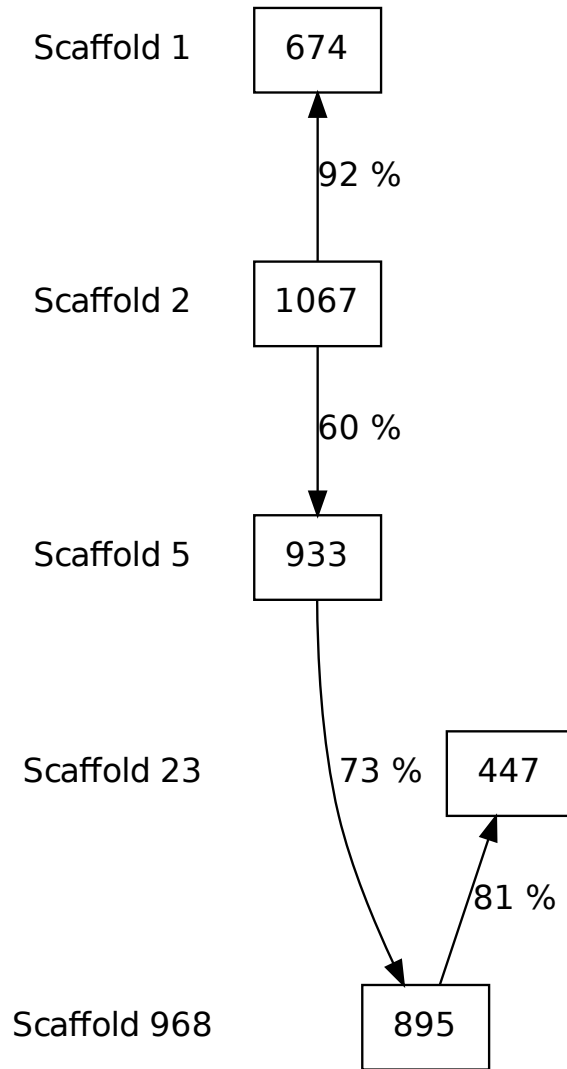 Scaffold 1 674
92 %
Scaffold 2 1067
60 %
Scaffold 5 933
Scaffold 23 73 % 447
81 %
Scaffold 968 895